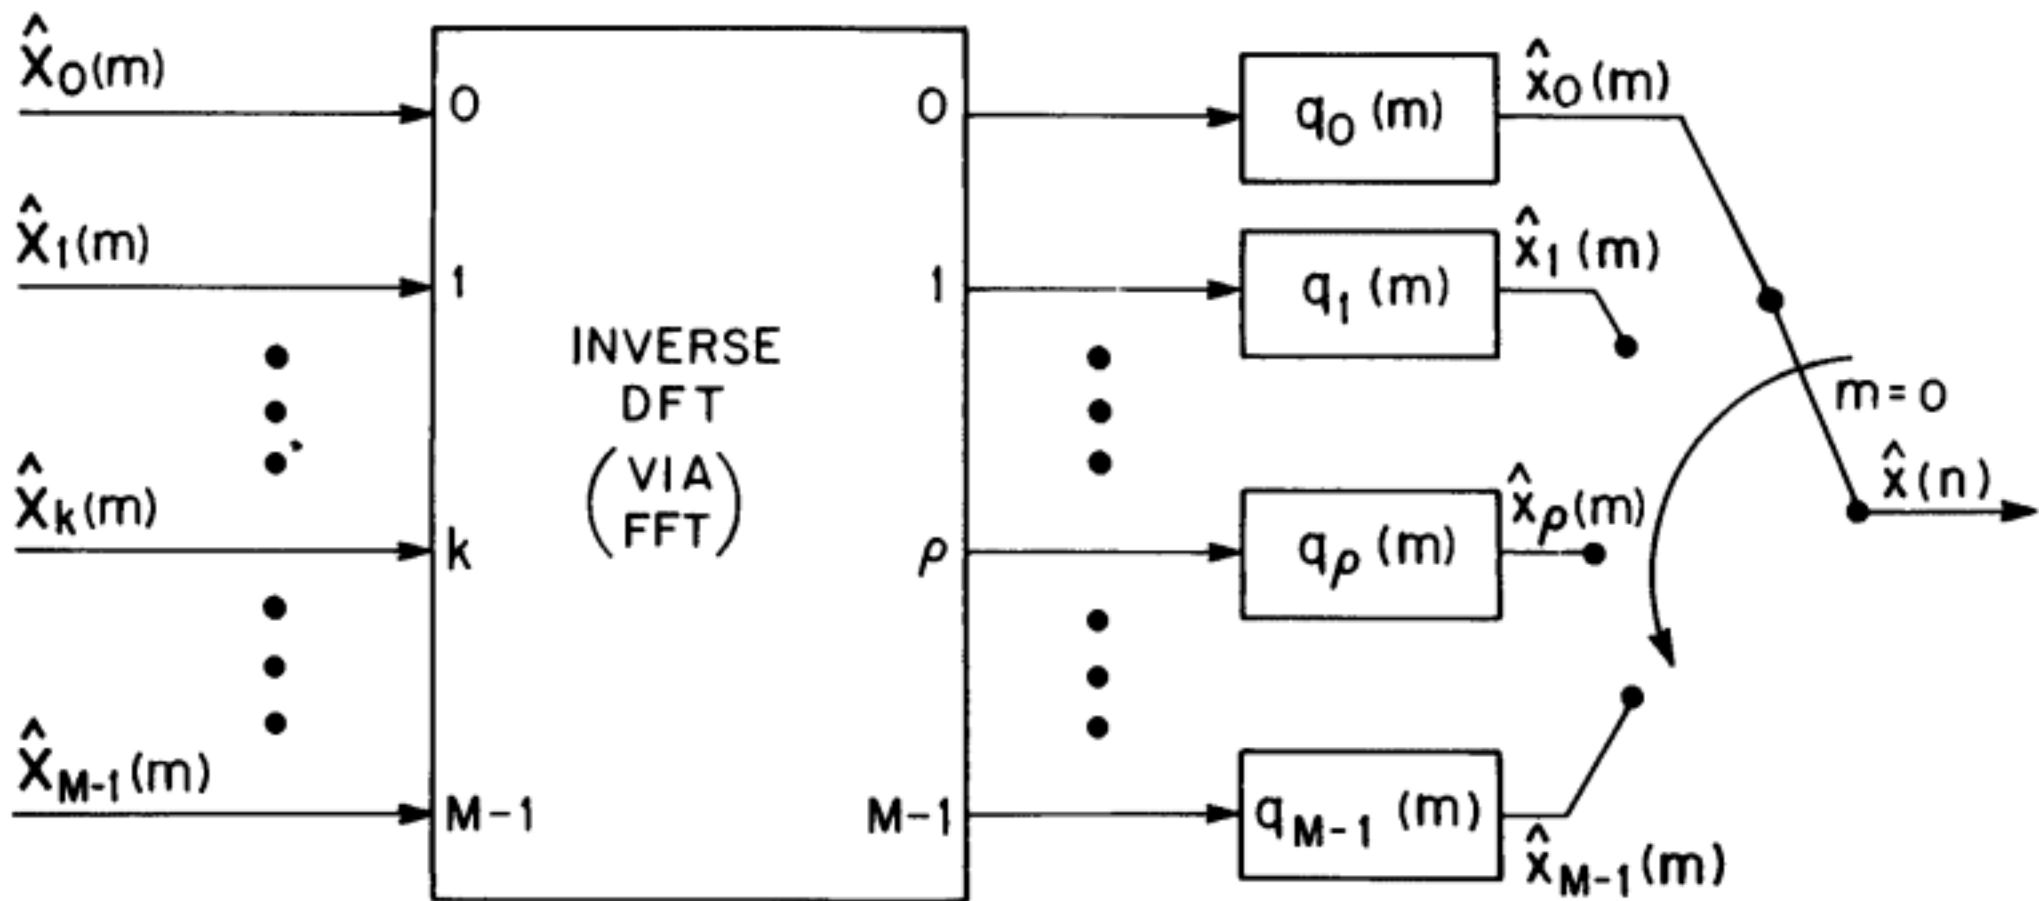 X̂₀(m)
0
0
q₀(m)
x̂₀(m)
X̂₁(m)
1
1
q₁(m)
x̂₁(m)
INVERSE
DFT
(VIA
FFT)
m=0
X̂ₖ(m)
k
ρ
qᵨ(m)
x̂ᵨ(m)
x̂(n)
X̂M-1(m)
M-1
M-1
qM-1(m)
x̂M-1(m)